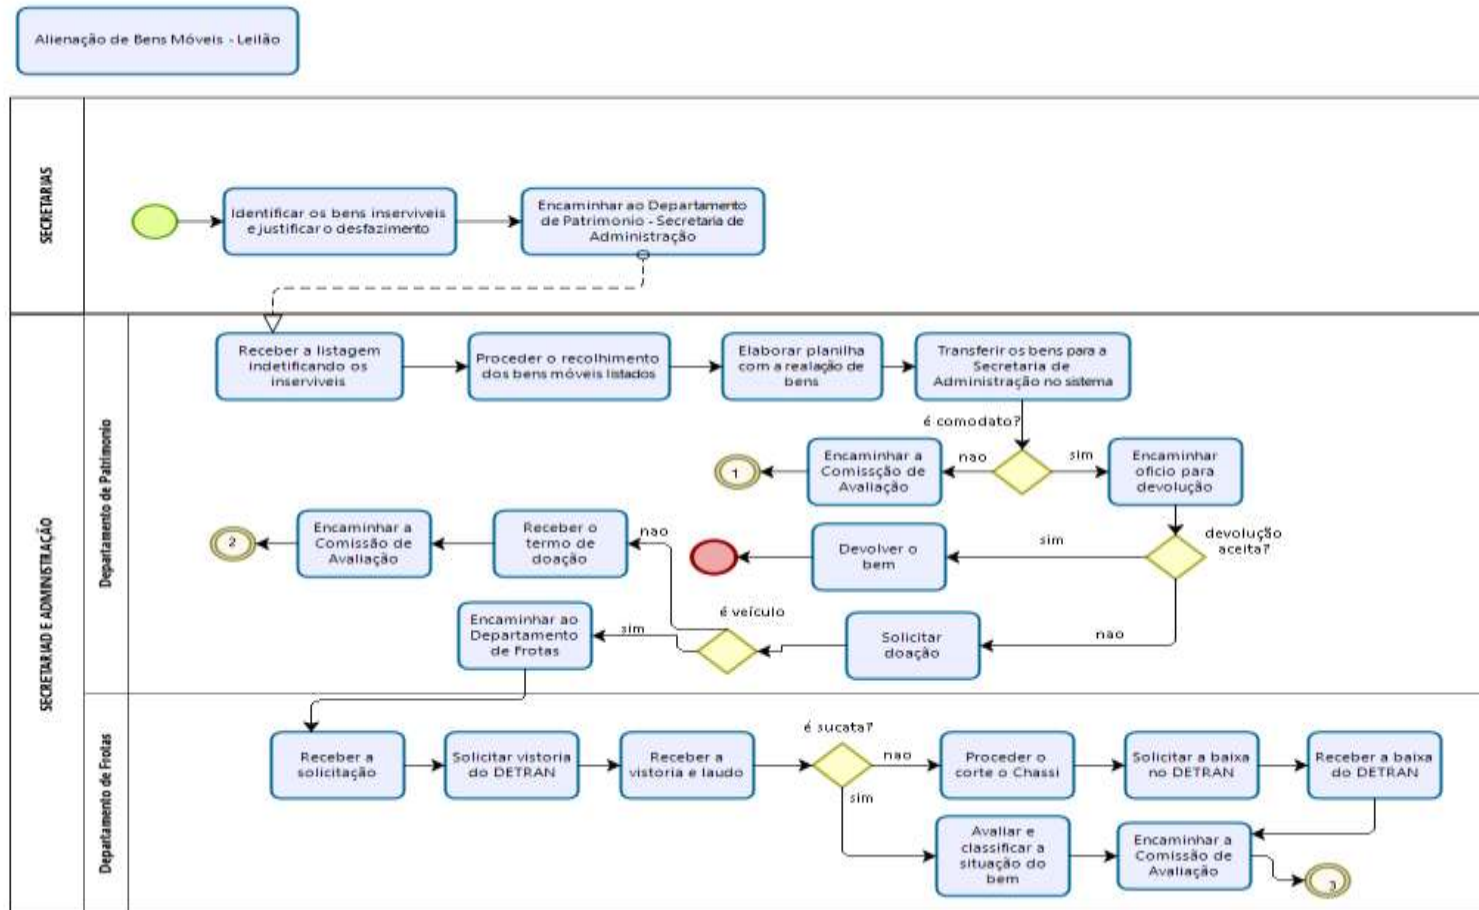 Alienação de Bens Móveis - Leilão
SECRETARIAS
Identificar os bens inserviveis
e justificar o desfazimento
Encaminhar ao Departamento
de Patrimonio - Secretaria de
Administração
SECRETARIAD E ADMINISTRAÇÃO
Departamento de Patrimonio
Receber a listagem
indetificando os
inserviveis
Proceder o recolhimento
dos bens móveis listados
Elaborar planilha
com a realação de
bens
Transferir os bens para a
Secretaria de
Administração no sistema
é comodato?
1
Encaminhar a
Comissção de
Avaliação
nao
sim
Encaminhar
oficio para
devolução
2
Encaminhar a
Comissão de
Avaliação
Receber o
termo de
doação
nao
Devolver o
bem
sim
devolução
aceita?
Encaminhar ao
Departamento
de Frotas
sim
é veículo
Solicitar
doação
nao
Departamento de Frotas
Receber a
solicitação
Solicitar vistoria
do DETRAN
Receber a
vistoria e laudo
é sucata?
nao
Proceder o
corte o Chassi
Solicitar a baixa
no DETRAN
Receber a baixa
do DETRAN
sim
Avaliar e
classificar a
situação do
bem
Encaminhar a
Comissão de
Avaliação
3